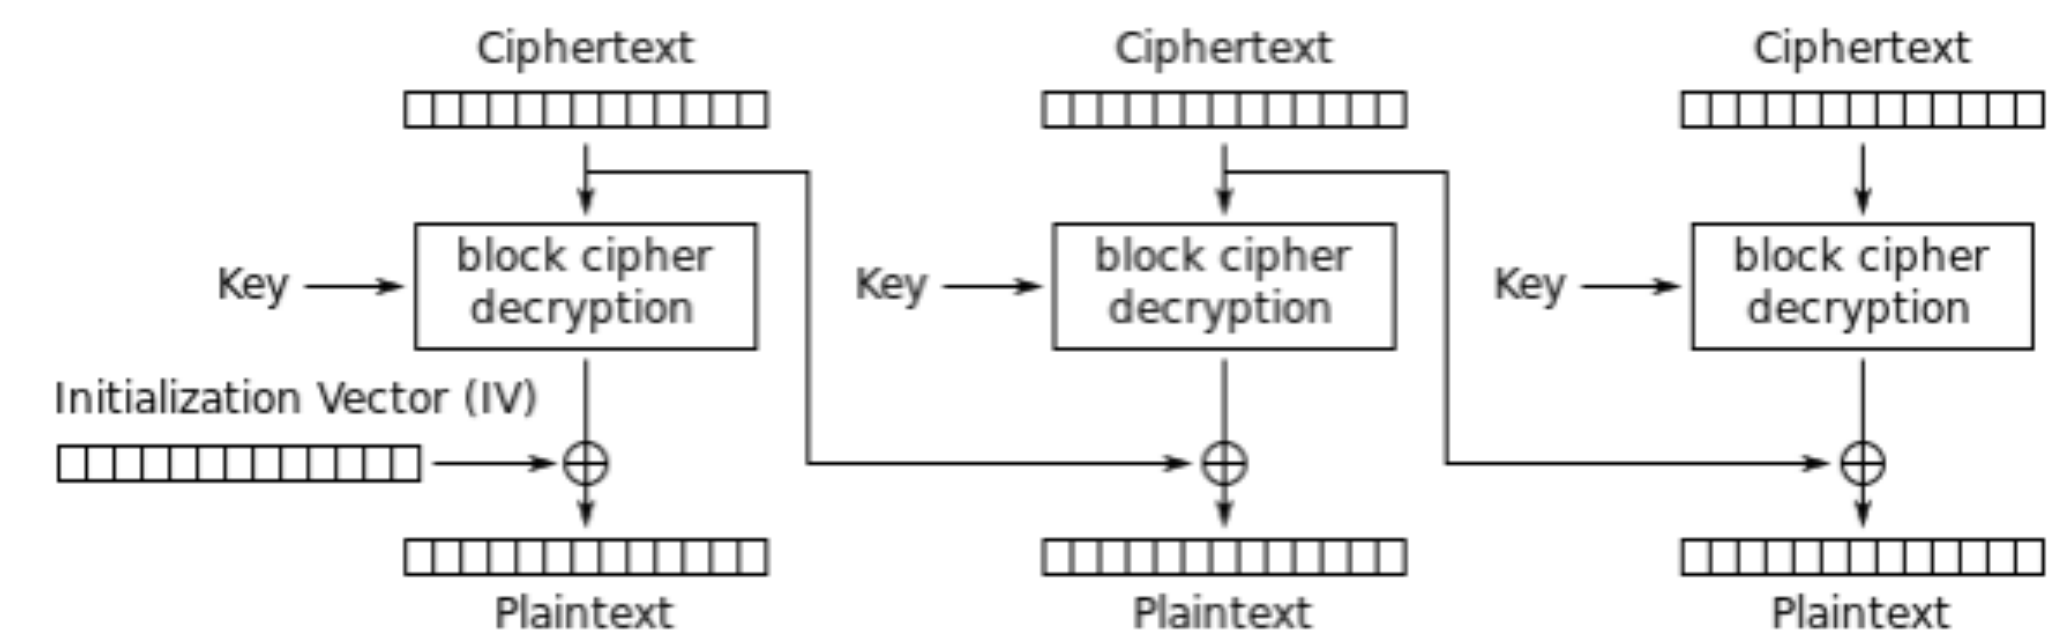 Ciphertext
Ciphertext
Ciphertext
Key
block cipher
decryption
Key
block cipher
decryption
Key
block cipher
decryption
Initialization Vector (IV)
Plaintext
Plaintext
Plaintext